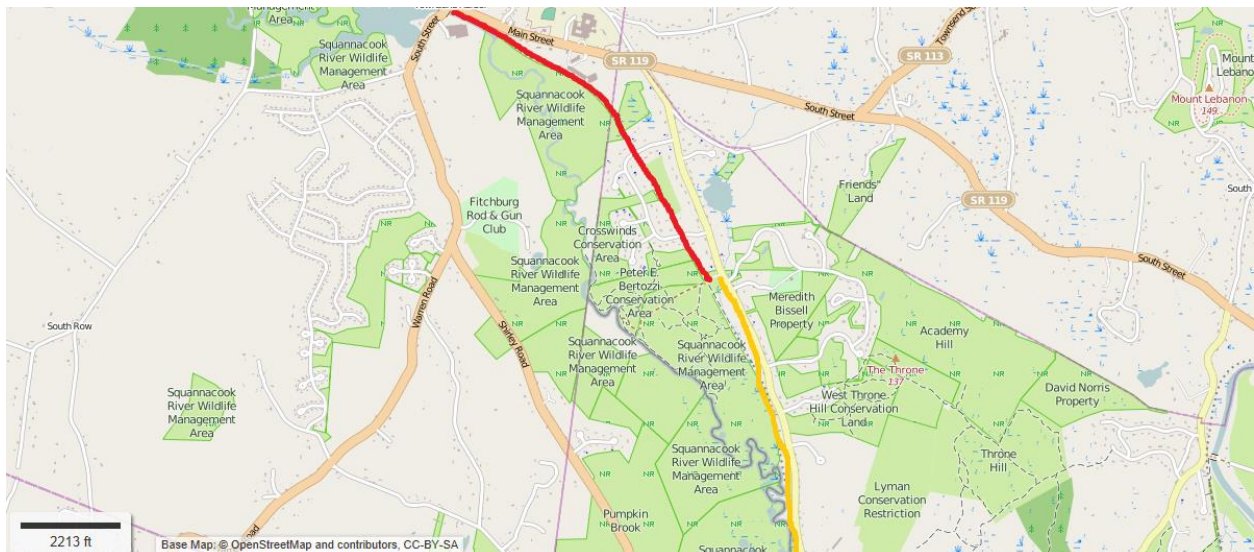 Management
Area
Squannacook
River Wildlife
Management
Area
South Street
Main Street
SR 119
SR 113
Townsend
Mount
Lebanon
Mount Lebanon
149
NR
Squannacook
River Wildlife
Management
Area
South Street
NR
Friends"
Land
SR 119
South
Street
Fitchburg
Rod & Gun
Club
Crosswinds
Conservation
Area
Squannacook
River Wildlife
Management
Area
Peter E.
Bertozzi
Conservation
Area
South Street
Warren Road
Shirley Road
South Row
Meredith
Bissell
Property
Academy
Hill
Squannacook
River Wildlife
Management
Area
Squannacook
River Wildlife
Management
Area
The Throne
137
David Norris
Property
West Throne
Hill Conservation
Land
Squannacook
River Wildlife
Management
Area
Squannacook
River Wildlife
Management
Area
Throne
Hill
Lyman
Conservation
Restriction
Pumpkin
Brook
Squannacook
2213 ft
Base Map: © OpenStreetMap and contributors, CC-BY-SA